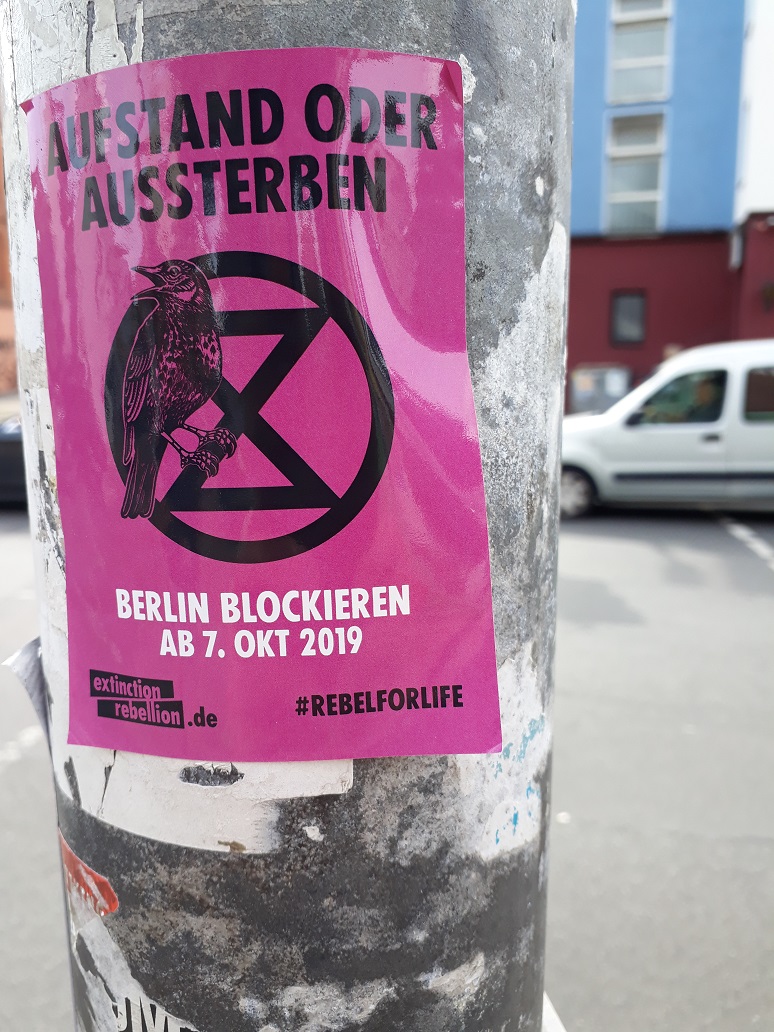 AUFSTAND ODER
AUSSTERBEN
BERLIN BLOCKIEREN
AB 7. OKT 2019
extinction
rebellion.de
#REBELFORLIFE